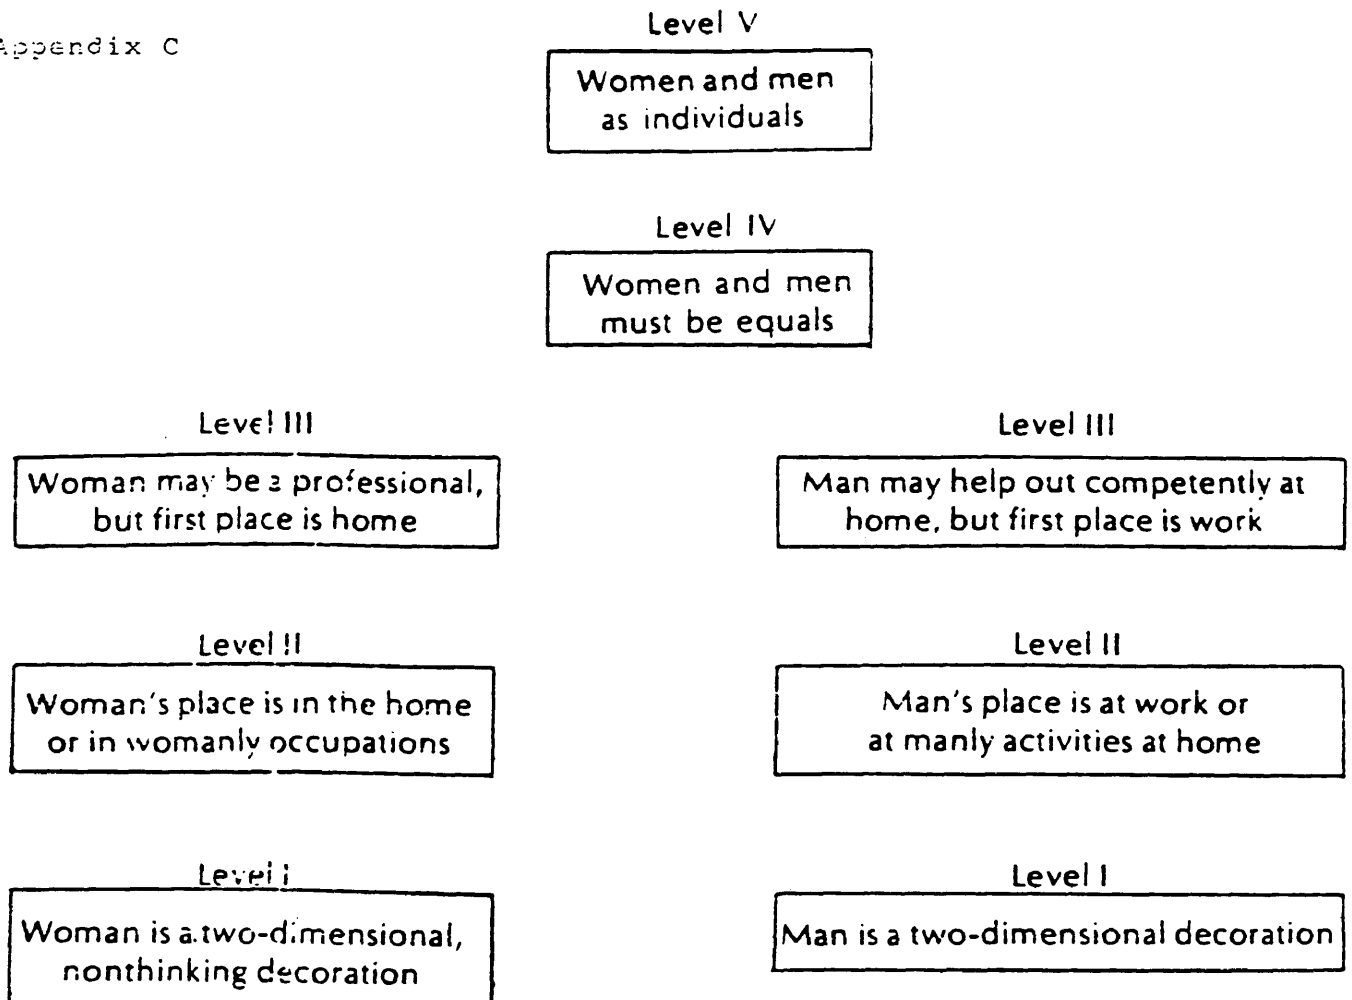 Appendix C
Level V
Women and men
as individuals
Level IV
Women and men
must be equals
Level III
Woman may be a professional,
but first place is home
Level III
Man may help out competently at
home, but first place is work
Level II
Woman's place is in the home
or in womanly occupations
Level II
Man's place is at work or
at manly activities at home
Level I
Woman is a two-dimensional,
nonthinking decoration
Level I
Man is a two-dimensional decoration